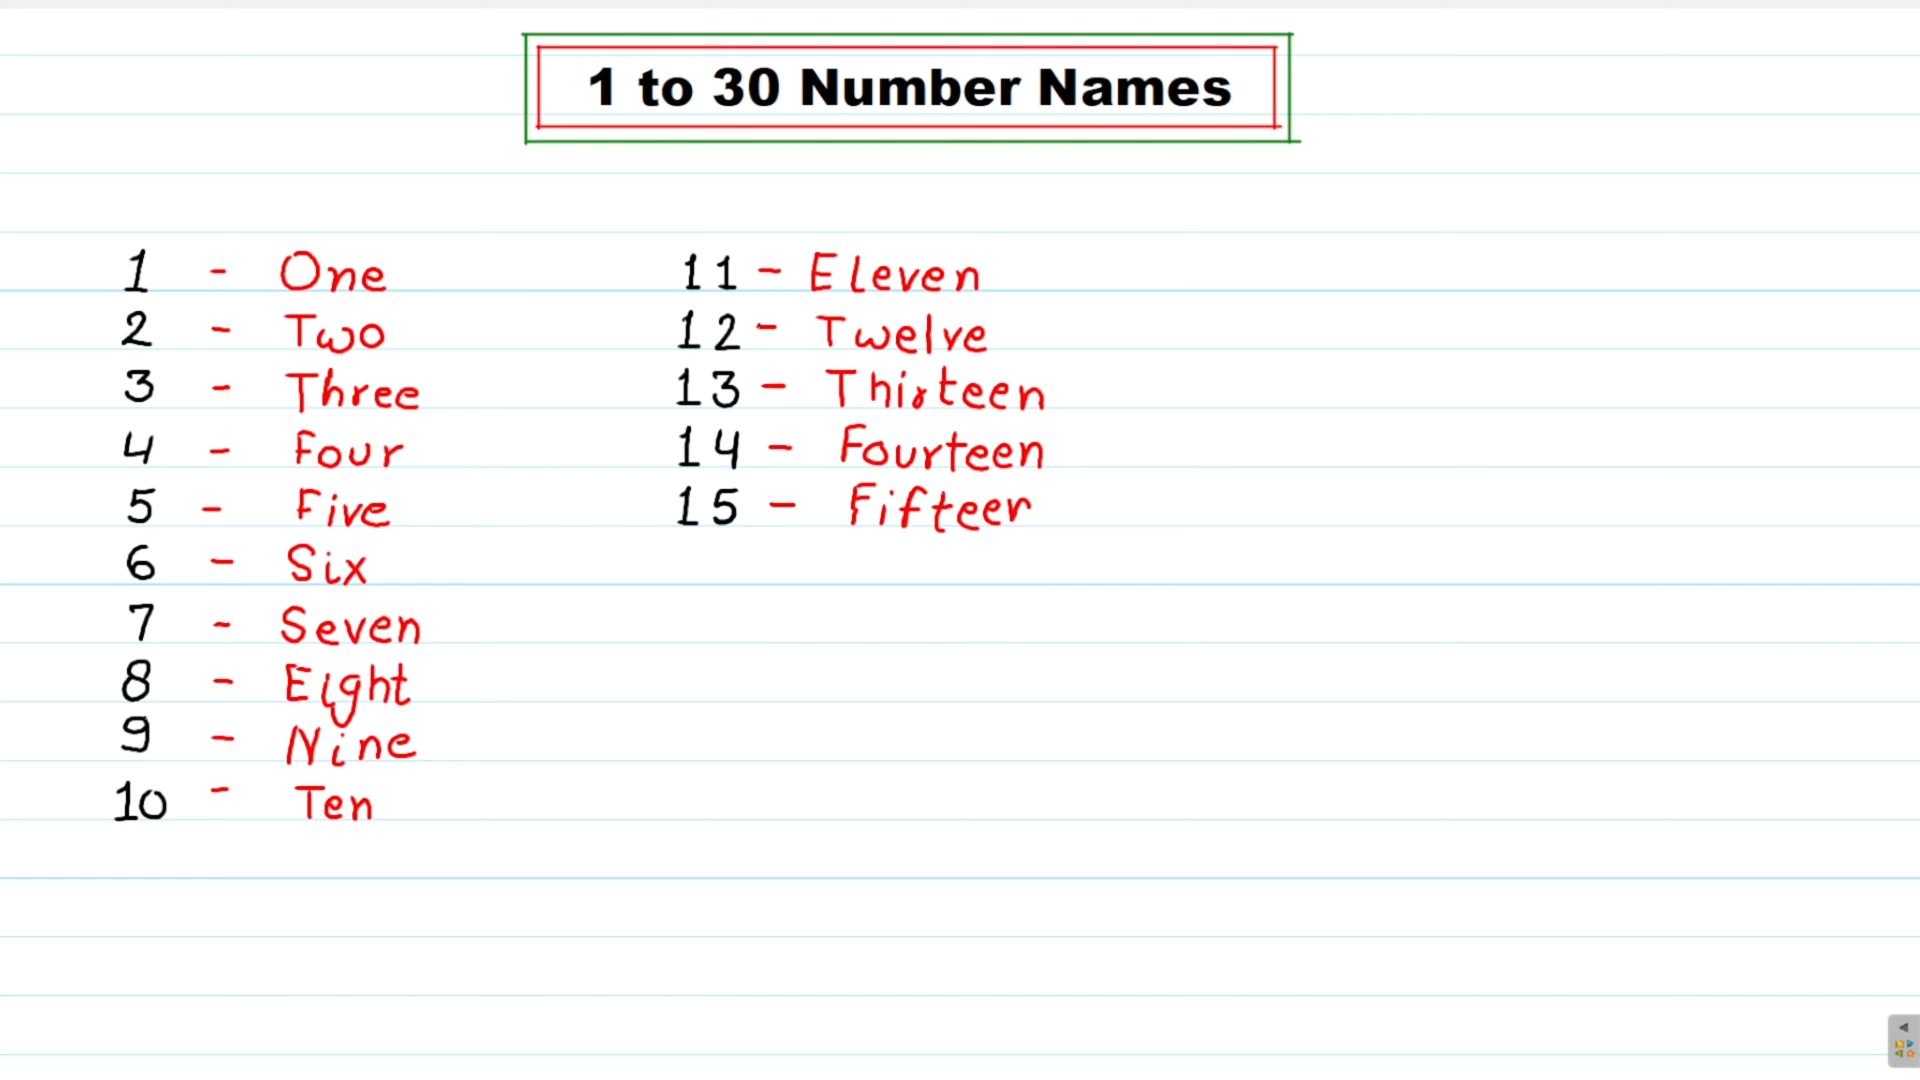 1 to 30 Number Names
1 - One
2 - Two
3 - Three
4 - Four
5 - Five
6 - Six
7 - Seven
8 - Eight
9 - Nine
10 - Ten
11 - Eleven
12 - Twelve
13 - Thirteen
14 - Fourteen
15 - Fifteer